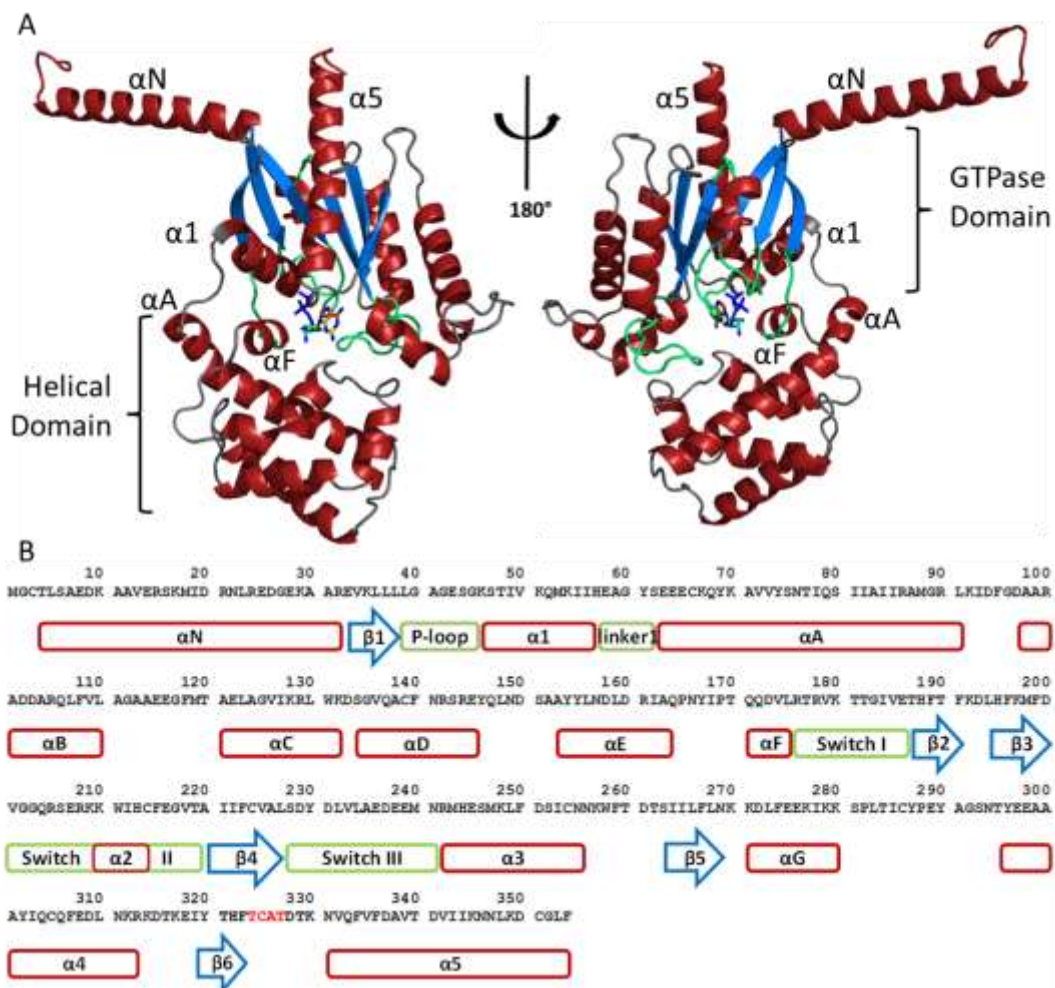 A
αN
α5
αN
α5
GTPase
Domain
180°
α1
α1
αA
αA
αF
αF
Helical
Domain
B
10 20 30 40 50 60 70 80 90 100
MGCTLSAEDK AAVERSKMID RNLREDGEKA AREVKLLLLG AGESGKSTIV KQMKIIHEAG YSEEECKQYK AVVYSNTIQS IIAIIRAMGR LKIDFGDAAR
αN β1 P-loop α1 linker1 αA
110 120 130 140 150 160 170 180 190 200
ADDARQLFVL AGAAEEGFMT AELAGVIKRL WKDSGVQACF NRSREYQLND SAAYYLNDLD RIAQPNYIPT QQDVLRTRVK TTGIVETHFT FKDLHFKMFD
αB αC αD αE αF Switch I β2 β3
210 220 230 240 250 260 270 280 290 300
VGGQRSERKK WIHCFEGVTA IIFCVALSDY DLVLAEDEEM NRMHESMKLF DSICNNKWFT DTSIILFLNK KDLFEEKIKK SPLTICYPEY AGSNTYEEAA
Switch α2 II β4 Switch III α3 β5 αG
310 320 330 340 350
AYIQCQFEDL NKRKDTKEIY THFTCATDTK NVQFVFDAVT DVIIKNNLKD CGLF
α4 β6 α5